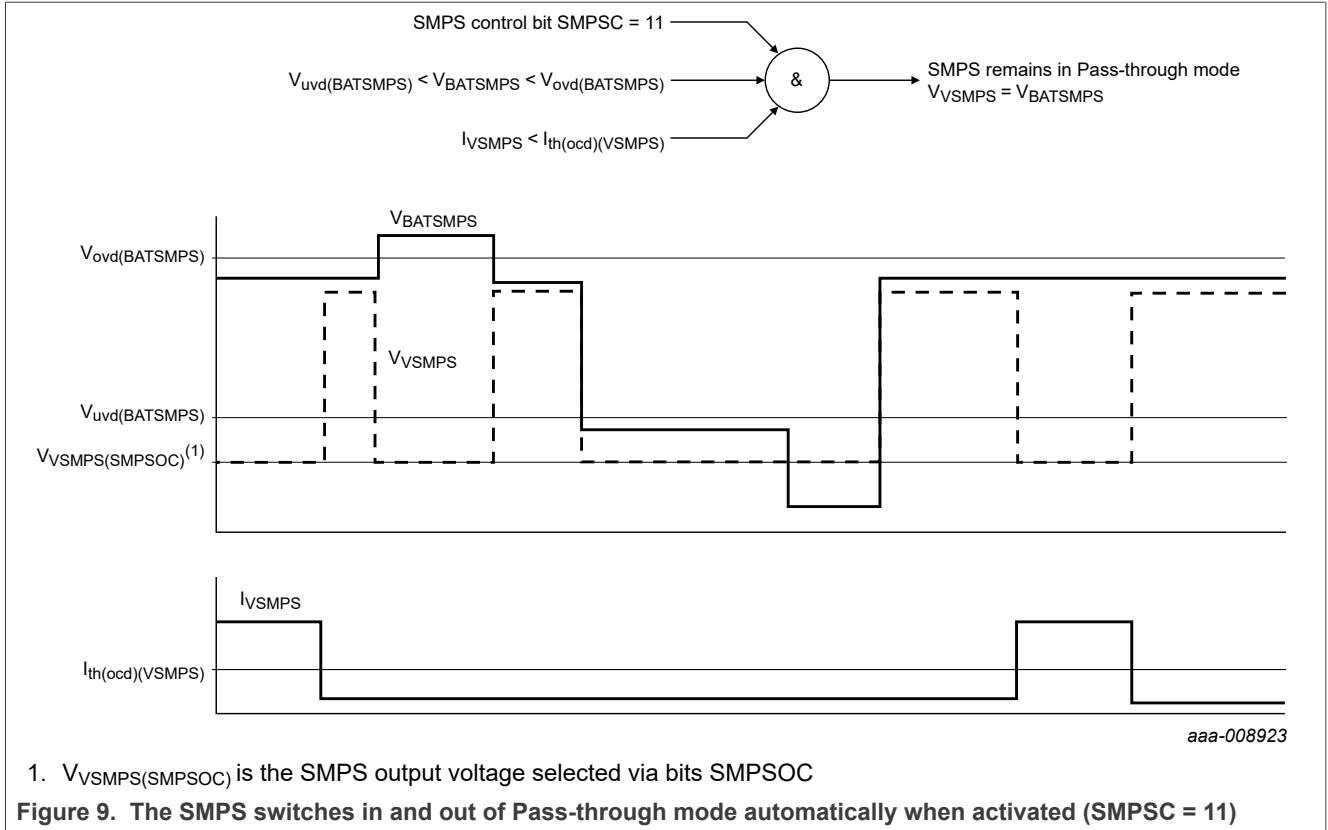 SMPS control bit SMPSC = 11
Vuvd(BATSMPS) < VBATSMPS < Vovd(BATSMPS)
&
SMPS remains in Pass-through mode
VVSMPS = VBATSMPS
IVSMPS < Ith(ocd)(VSMPS)
VBATSMPS
Vovd(BATSMPS)
VVSMPS
Vuvd(BATSMPS)
VVSMPS(SMPSOC)(1)
IVSMPS
Ith(ocd)(VSMPS)
aaa-008923
1. VVSMPS(SMPSOC) is the SMPS output voltage selected via bits SMPSOC
Figure 9. The SMPS switches in and out of Pass-through mode automatically when activated (SMPSC = 11)